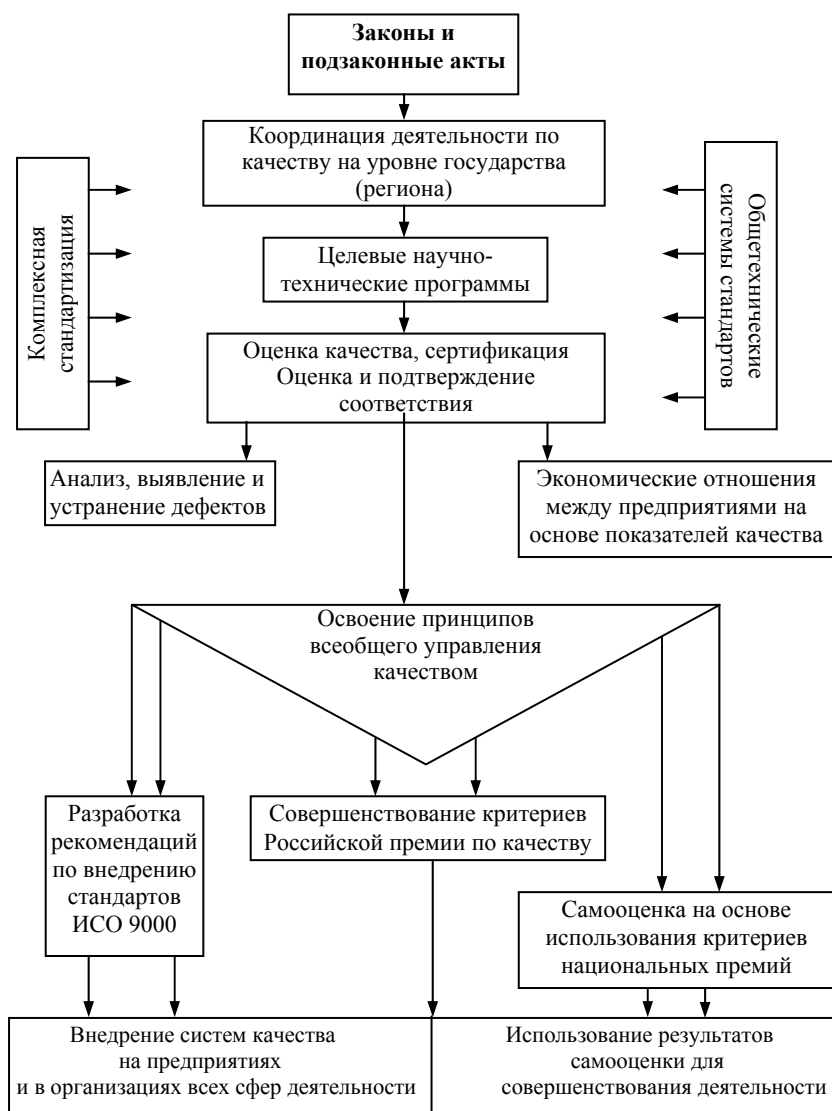 Законы и
подзаконные акты
Координация деятельности по
качеству на уровне государства
(региона)
Комплексная
стандартизация
Общетехнические
системы стандартов
Целевые научно-
технические программы
Оценка качества, сертификация
Оценка и подтверждение
соответствия
Анализ, выявление и
устранение дефектов
Экономические отношения
между предприятиями на
основе показателей качества
Освоение принципов
всеобщего управления
качеством
Разработка
рекомендаций
по внедрению
стандартов
ИСО 9000
Совершенствование критериев
Российской премии по качеству
Самооценка на основе
использования критериев
национальных премий
Внедрение систем качества
на предприятиях
и в организациях всех сфер деятельности
Использование результатов
самооценки для
совершенствования деятельности